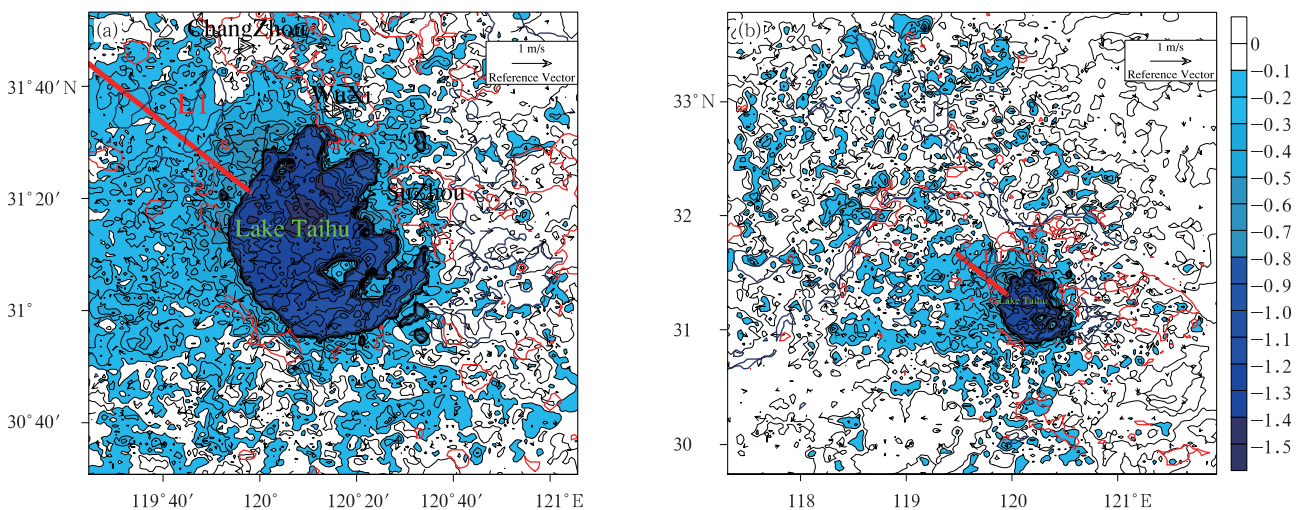 (a)
ChangZhou
1 m/s
Reference Vector
31°40′N
L1
WuXi
31°20′
SuZhou
Lake Taihu
31°
30°40′
119°40′
120°
120°20′
120°40′
121°E
(b)
1 m/s
Reference Vector
33°N
32
L1
Lake Taihu
31
30
118
119
120
121°E
0
−0.1
−0.2
−0.3
−0.4
−0.5
−0.6
−0.7
−0.8
−0.8
−0.9
−1.0
−1.1
−1.2
−1.3
−1.4
−1.5